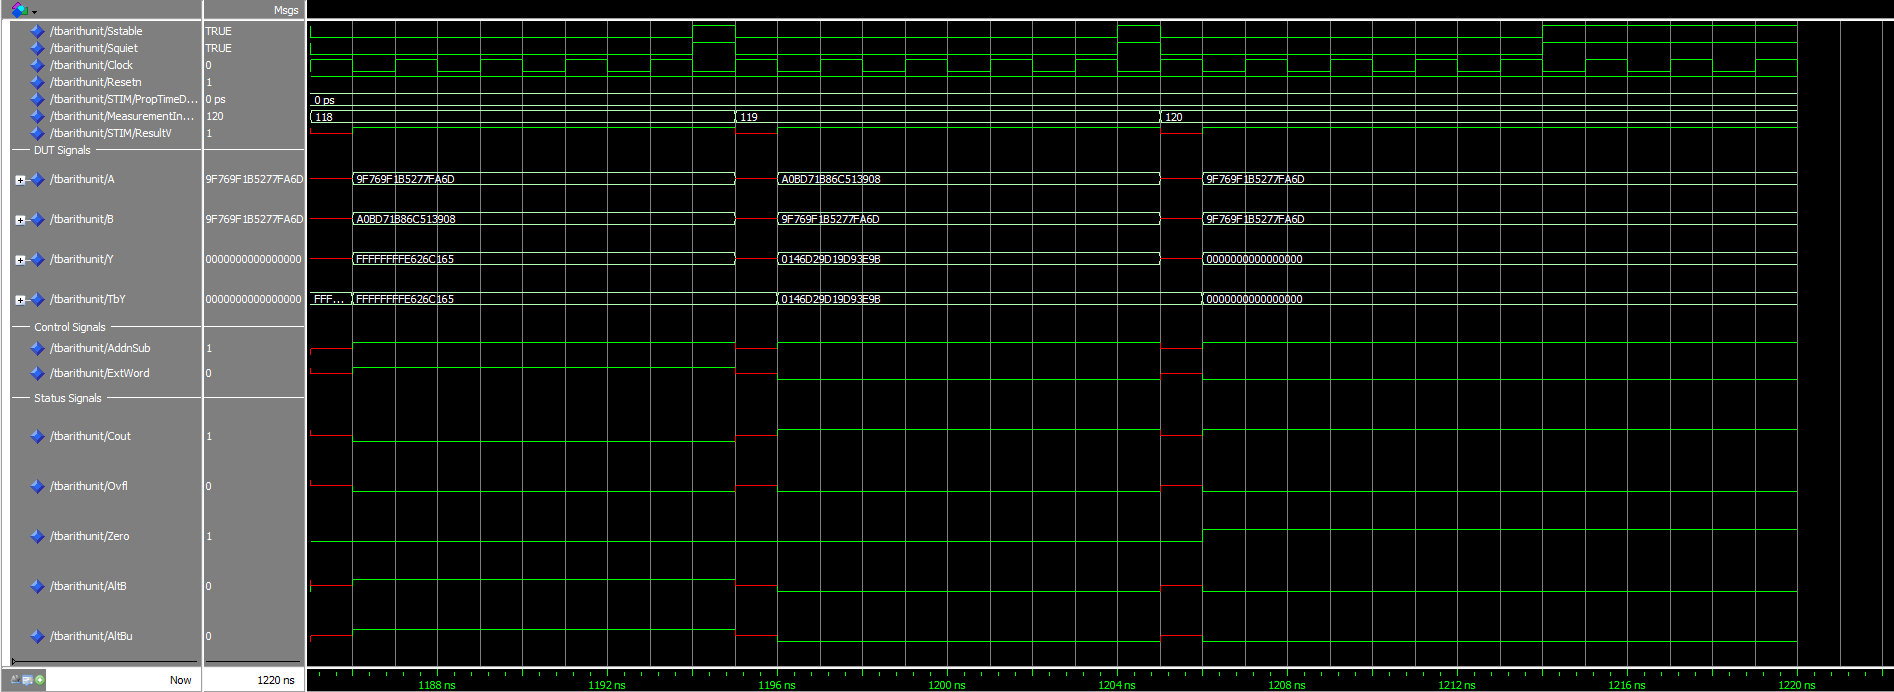 Msgs
/tbarithunit/Sstable TRUE
/tbarithunit/Squiet TRUE
/tbarithunit/Clock 0
/tbarithunit/Resetn 1
/tbarithunit/STIM/PropTimeD... 0 ps 0 ps
/tbarithunit/MeasurementIn... 120 118 119 120
/tbarithunit/STIM/ResultV 1
DUT Signals
/tbarithunit/A 9F769F1B5277FA6D 9F769F1B5277FA6D A0BD71B86C513908 9F769F1B5277FA6D
/tbarithunit/B 9F769F1B5277FA6D A0BD71B86C513908 9F769F1B5277FA6D 9F769F1B5277FA6D
/tbarithunit/Y 0000000000000000 FFFFFFFFE626C165 0146D29D19D93E9B 0000000000000000
/tbarithunit/TbY 0000000000000000 FFF... FFFFFFFFE626C165 0146D29D19D93E9B 0000000000000000
Control Signals
/tbarithunit/AddnSub 1
/tbarithunit/ExtWord 0
Status Signals
/tbarithunit/Cout 1
/tbarithunit/Ovfl 0
/tbarithunit/Zero 1
/tbarithunit/AltB 0
/tbarithunit/AltBu 0
Now 1220 ns 1188 ns 1192 ns 1196 ns 1200 ns 1204 ns 1208 ns 1212 ns 1216 ns 1220 ns